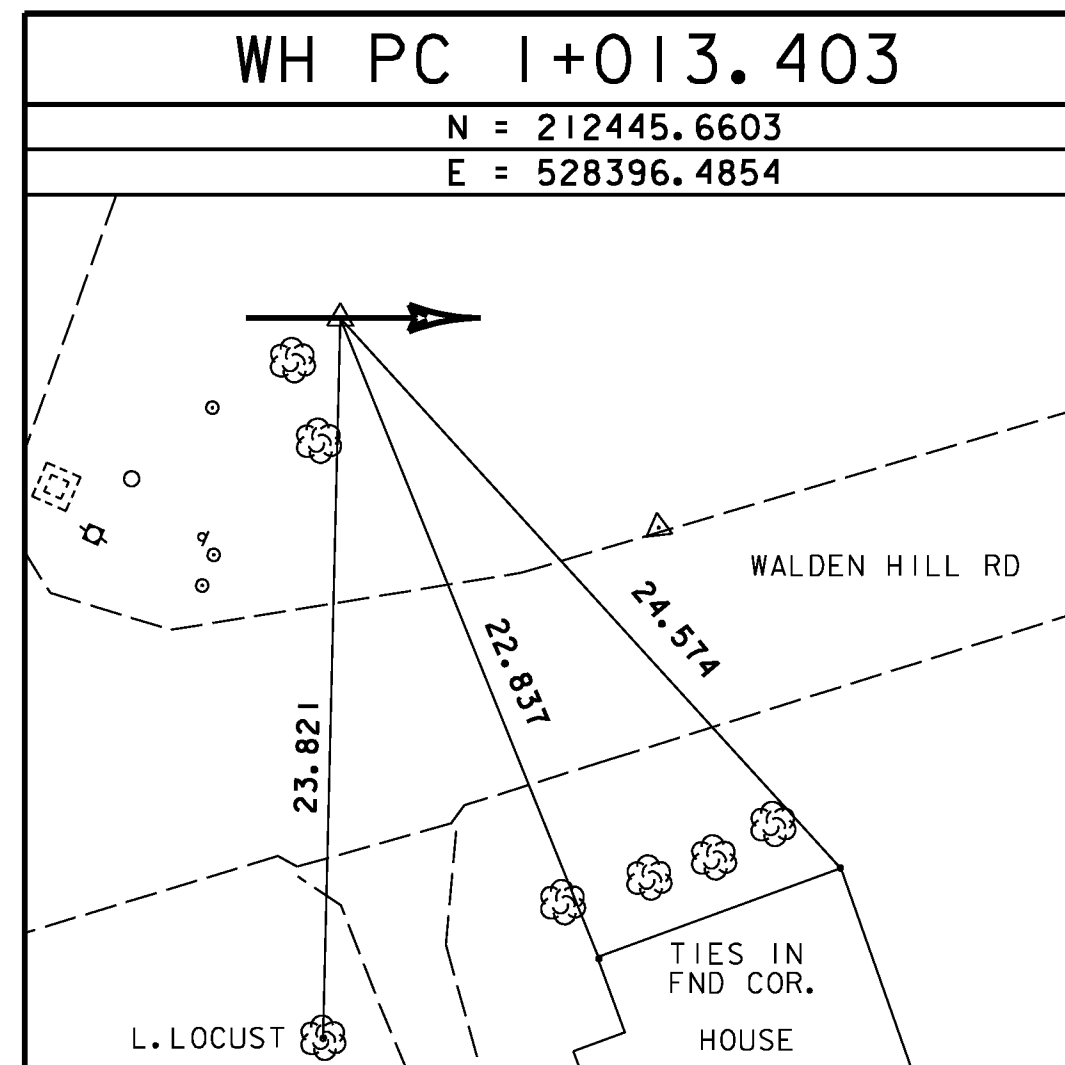 WH PC 1+013.403
N = 212445.6603
E = 528396.4854
WALDEN HILL RD
24.574
22.837
23.821
TIES IN
FND COR.
L.LOCUST
HOUSE